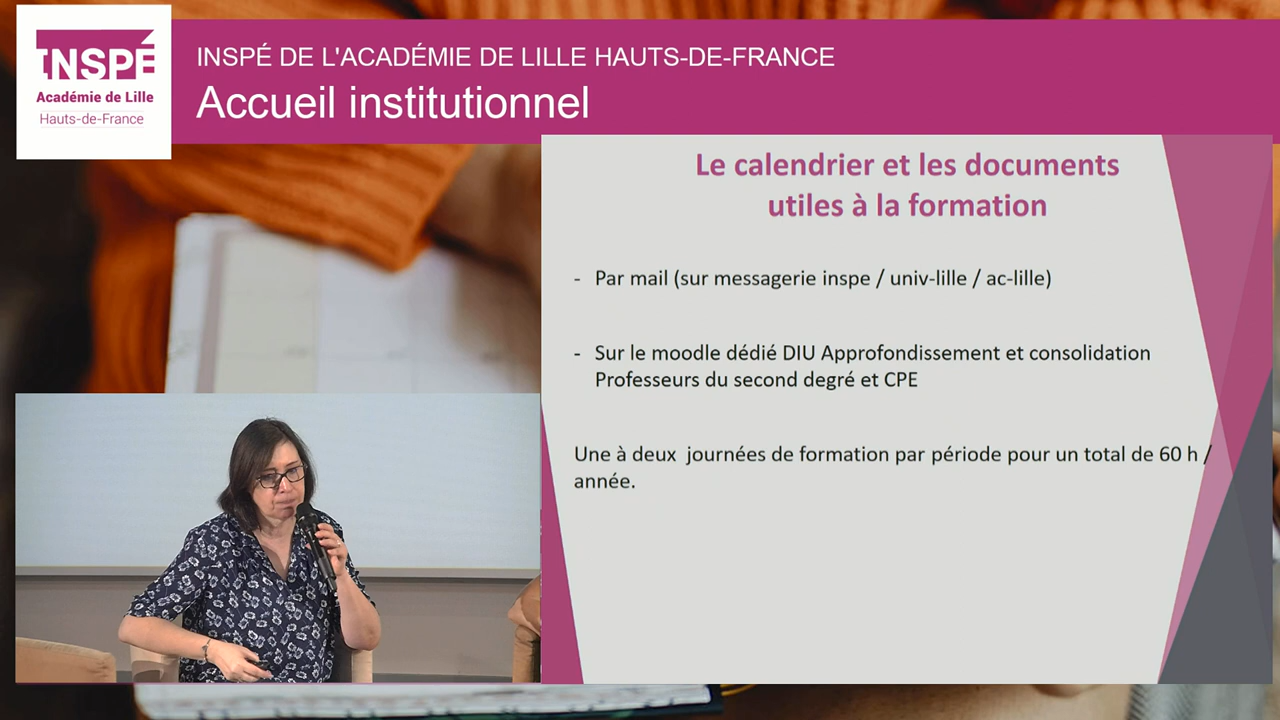 INSPÉ
Académie de Lille
Hauts-de-France
INSPÉ DE L'ACADÉMIE DE LILLE HAUTS-DE-FRANCE
Accueil institutionnel
Le calendrier et les documents
utiles à la formation
- Par mail (sur messagerie inspe / univ-lille / ac-lille)
- Sur le moodle dédié DIU Approfondissement et consolidation
Professeurs du second degré et CPE
Une à deux journées de formation par période pour un total de 60 h /
année.